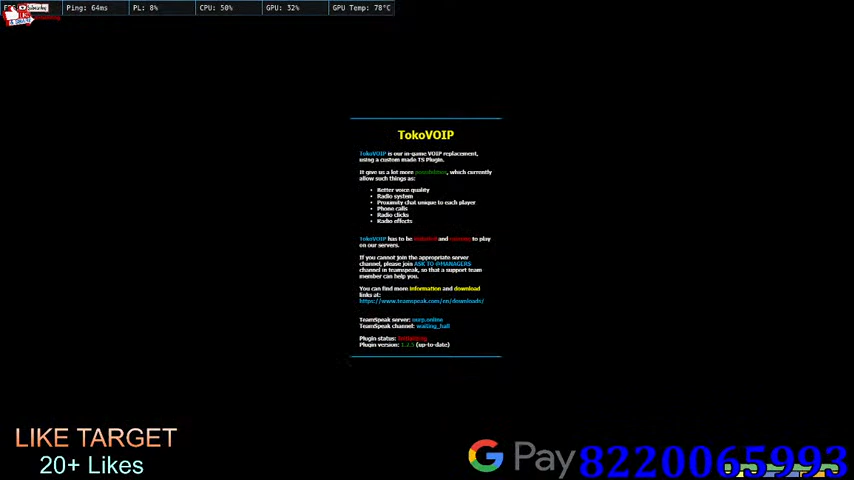 Ping: 64ms PL: 8% CPU: 50% GPU: 32% GPU Temp: 78°C
TokoVOIP
TokoVOIP is our in-game VOIP replacement,
using a custom made TS Plugin.
It give us a lot more possibilities, which currently
allow such things as:
Better voice quality
Radio system
Proximity chat unique to each player
Phone calls
Radio clicks
Radio effects
TokoVOIP has to be installed and running to play
on our servers.
If you cannot join the appropriate server
channel, please join ASK TO @MANAGERS
channel in teamspeak, so that a support team
member can help you.
You can find more Information and download
links at:
https://www.teamspeak.com/en/downloads/
TeamSpeak server:
TeamSpeak channel: waiting_hall
Plugin status:
Plugin version: 1.2.5 (up-to-date)
LIKE TARGET
20+ Likes
G Pay 8220065993